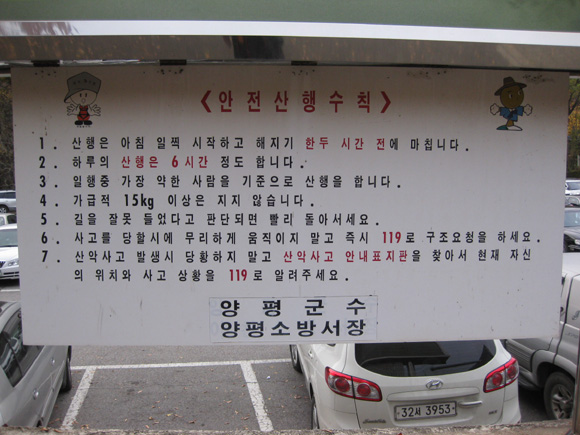 < 안전산행수칙 >
1. 산행은 아침 일찍 시작하고 해지기 한두 시간 전에 마칩니다.
2. 하루의 산행은 6시간 정도 합니다.
3. 일행중 가장 약한 사람을 기준으로 산행을 합니다.
4. 가급적 15kg 이상은 지지 않습니다.
5. 길을 잘못 들었다고 판단되면 빨리 돌아서세요.
6. 사고를 당할시에 무리하게 움직이지 말고 즉시 119로 구조요청을 하세요.
7. 산악사고 발생시 당황하지 말고 산악사고 안내표지판을 찾아서 현재 자신
의 위치와 사고 상황을 119로 알려주세요.
양평군수
양평소방서장
32서 3953